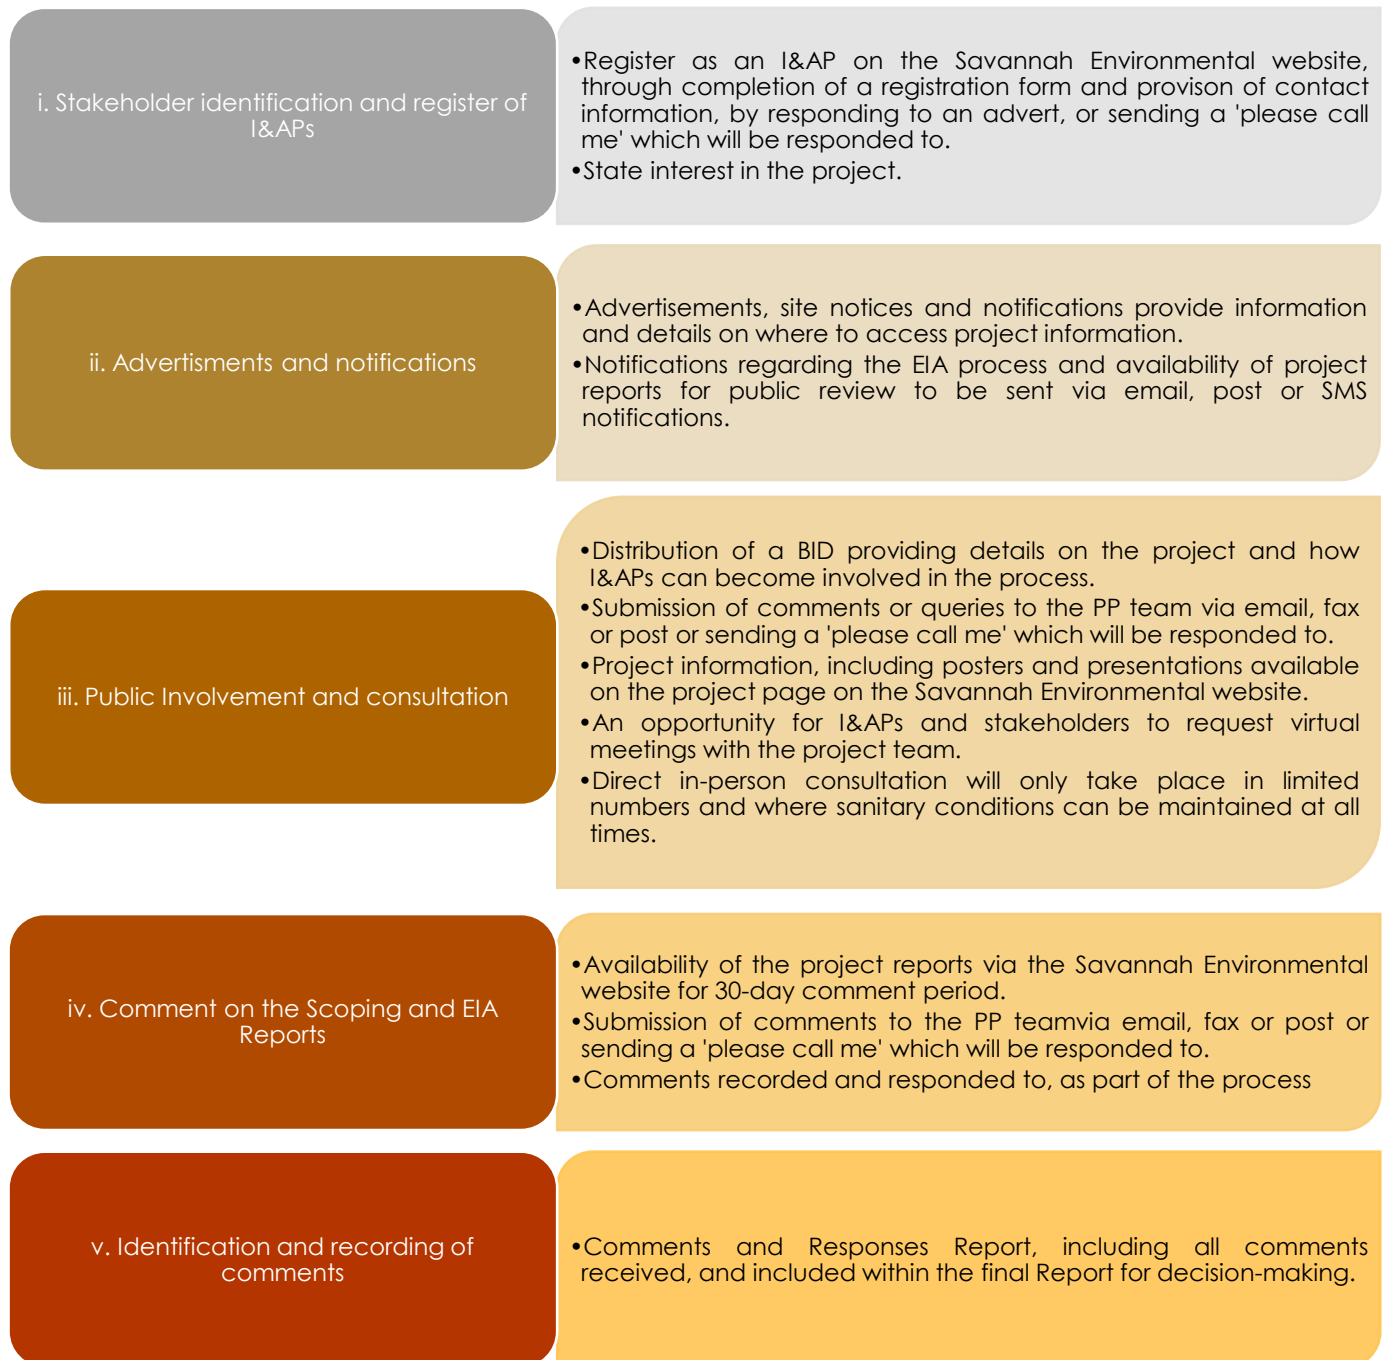 i. Stakeholder identification and register of
I&APs
•Register as an I&AP on the Savannah Environmental website,
through completion of a registration form and provison of contact
information, by responding to an advert, or sending a 'please call
me' which will be responded to.
•State interest in the project.
ii. Advertisments and notifications
•Advertisements, site notices and notifications provide information
and details on where to access project information.
•Notifications regarding the EIA process and availability of project
reports for public review to be sent via email, post or SMS
notifications.
iii. Public Involvement and consultation
•Distribution of a BID providing details on the project and how
I&APs can become involved in the process.
•Submission of comments or queries to the PP team via email, fax
or post or sending a 'please call me' which will be responded to.
•Project information, including posters and presentations available
on the project page on the Savannah Environmental website.
•An opportunity for I&APs and stakeholders to request virtual
meetings with the project team.
•Direct in-person consultation will only take place in limited
numbers and where sanitary conditions can be maintained at all
times.
iv. Comment on the Scoping and EIA
Reports
•Availability of the project reports via the Savannah Environmental
website for 30-day comment period.
•Submission of comments to the PP teamvia email, fax or post or
sending a 'please call me' which will be responded to.
•Comments recorded and responded to, as part of the process
v. Identification and recording of
comments
•Comments and Responses Report, including all comments
received, and included within the final Report for decision-making.